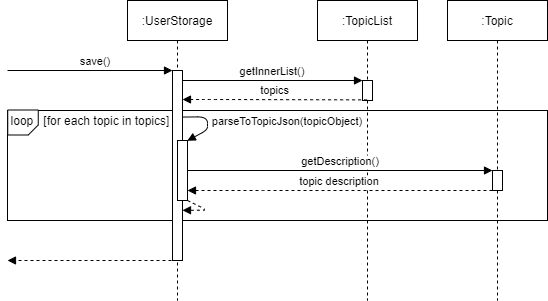 :UserStorage
:TopicList
:Topic
save()
getInnerList()
topics
loop
[for each topic in topics]
parseToTopicJson(topicObject)
getDescription()
topic description